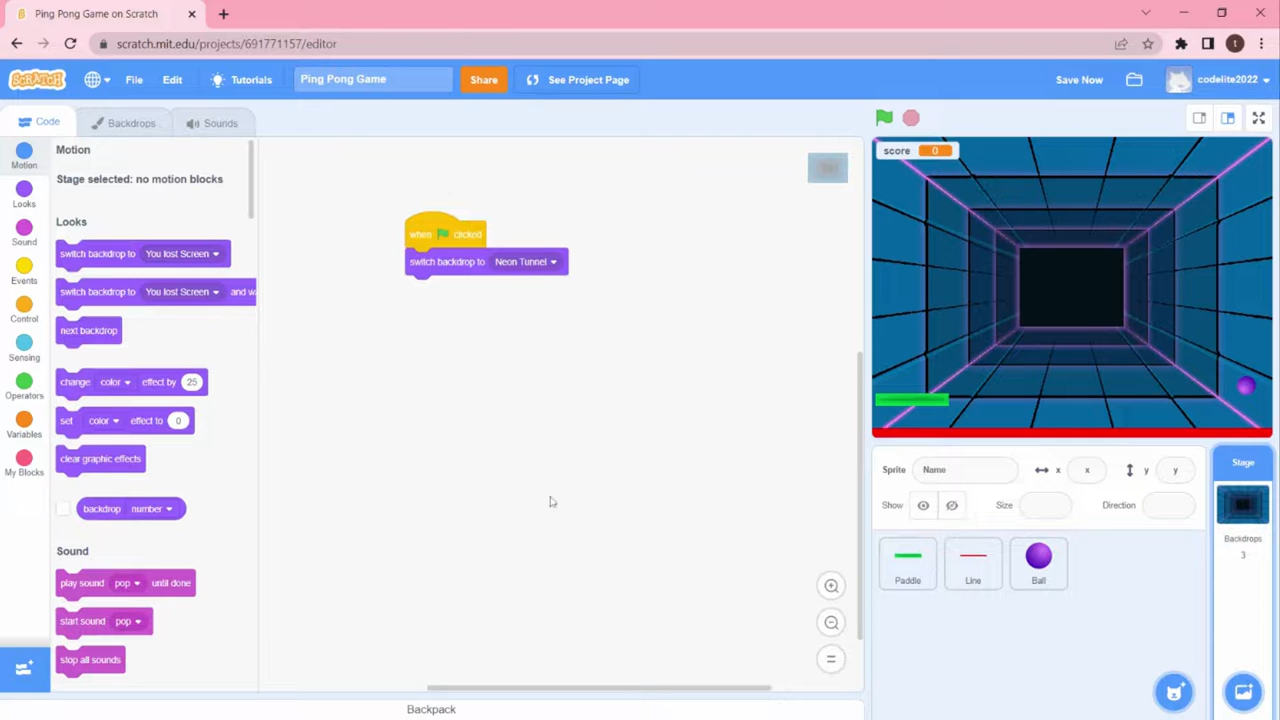 Ping Pong Game on Scratch
scratch.mit.edu/projects/691771157/editor
t
SCRATCH
File
Edit
Tutorials
Ping Pong Game
Share
See Project Page
Save Now
codelite2022
Code
Backdrops
Sounds
Motion
Looks
Sound
Events
Control
Sensing
Operators
Variables
My Blocks
Motion
Stage selected: no motion blocks
Looks
switch backdrop to You lost Screen
switch backdrop to You lost Screen and wa
next backdrop
change color effect by 25
set color effect to 0
clear graphic effects
backdrop number
Sound
play sound pop until done
start sound pop
stop all sounds
when clicked
switch backdrop to Neon Tunnel
score 0
Sprite Name x x y y
Show Size Direction
Paddle
Line
Ball
Stage
Backdrops
3
Backpack